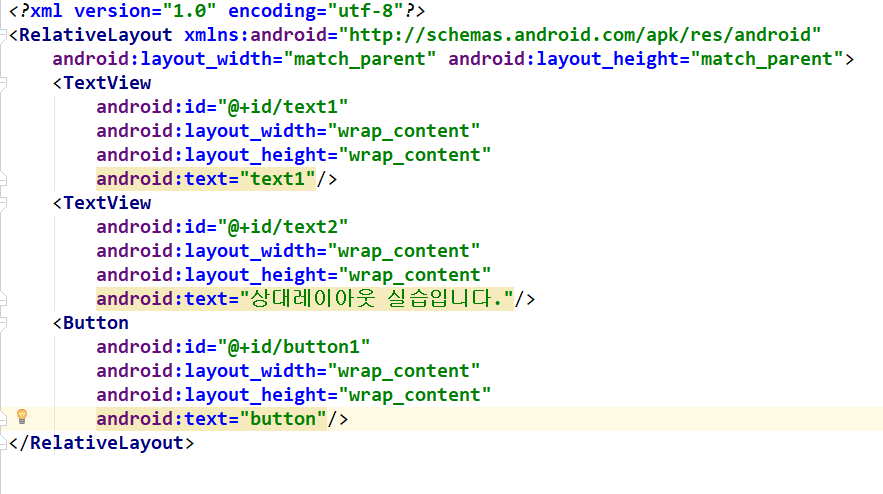 <?xml version="1.0" encoding="utf-8"?>
<RelativeLayout xmlns:android="http://schemas.android.com/apk/res/android"
    android:layout_width="match_parent" android:layout_height="match_parent">
    <TextView
        android:id="@+id/text1"
        android:layout_width="wrap_content"
        android:layout_height="wrap_content"
        android:text="text1"/>
    <TextView
        android:id="@+id/text2"
        android:layout_width="wrap_content"
        android:layout_height="wrap_content"
        android:text="상대레이아웃 실습입니다."/>
    <Button
        android:id="@+id/button1"
        android:layout_width="wrap_content"
        android:layout_height="wrap_content"
        android:text="button"/>
</RelativeLayout>